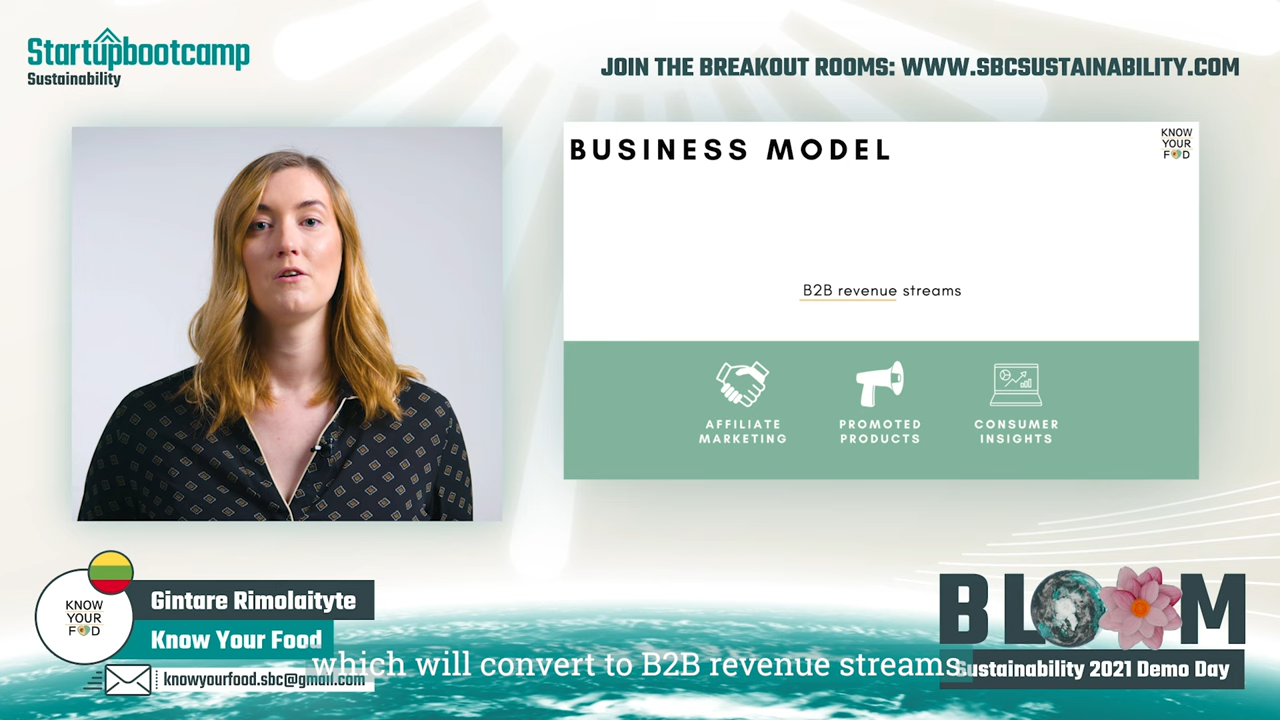 Startupbootcamp
Sustainability
JOIN THE BREAKOUT ROOMS: WWW.SBCSUSTAINABILITY.COM
BUSINESS MODEL
KNOW
YOUR
FOOD
B2B revenue streams
AFFILIATE
MARKETING
PROMOTED
PRODUCTS
CONSUMER
INSIGHTS
KNOW
YOUR
FOOD
Gintare Rimolaityte
Know Your Food
knowyourfood.sbc@gmail.com
which will convert to B2B revenue streams.
BLOOM
Sustainability 2021 Demo Day